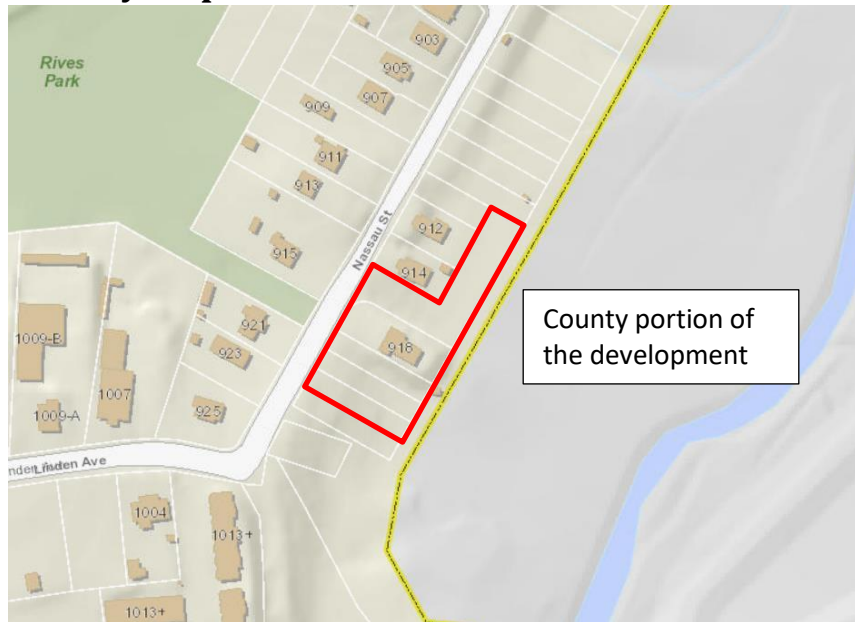 903
Rives
Park
905
907
909
911
913
Nassau St
912
915
914
County portion of
the development
1009-B
921
923
918
1007
1009-A
925
Linden Ave
1004
1013+
1013+